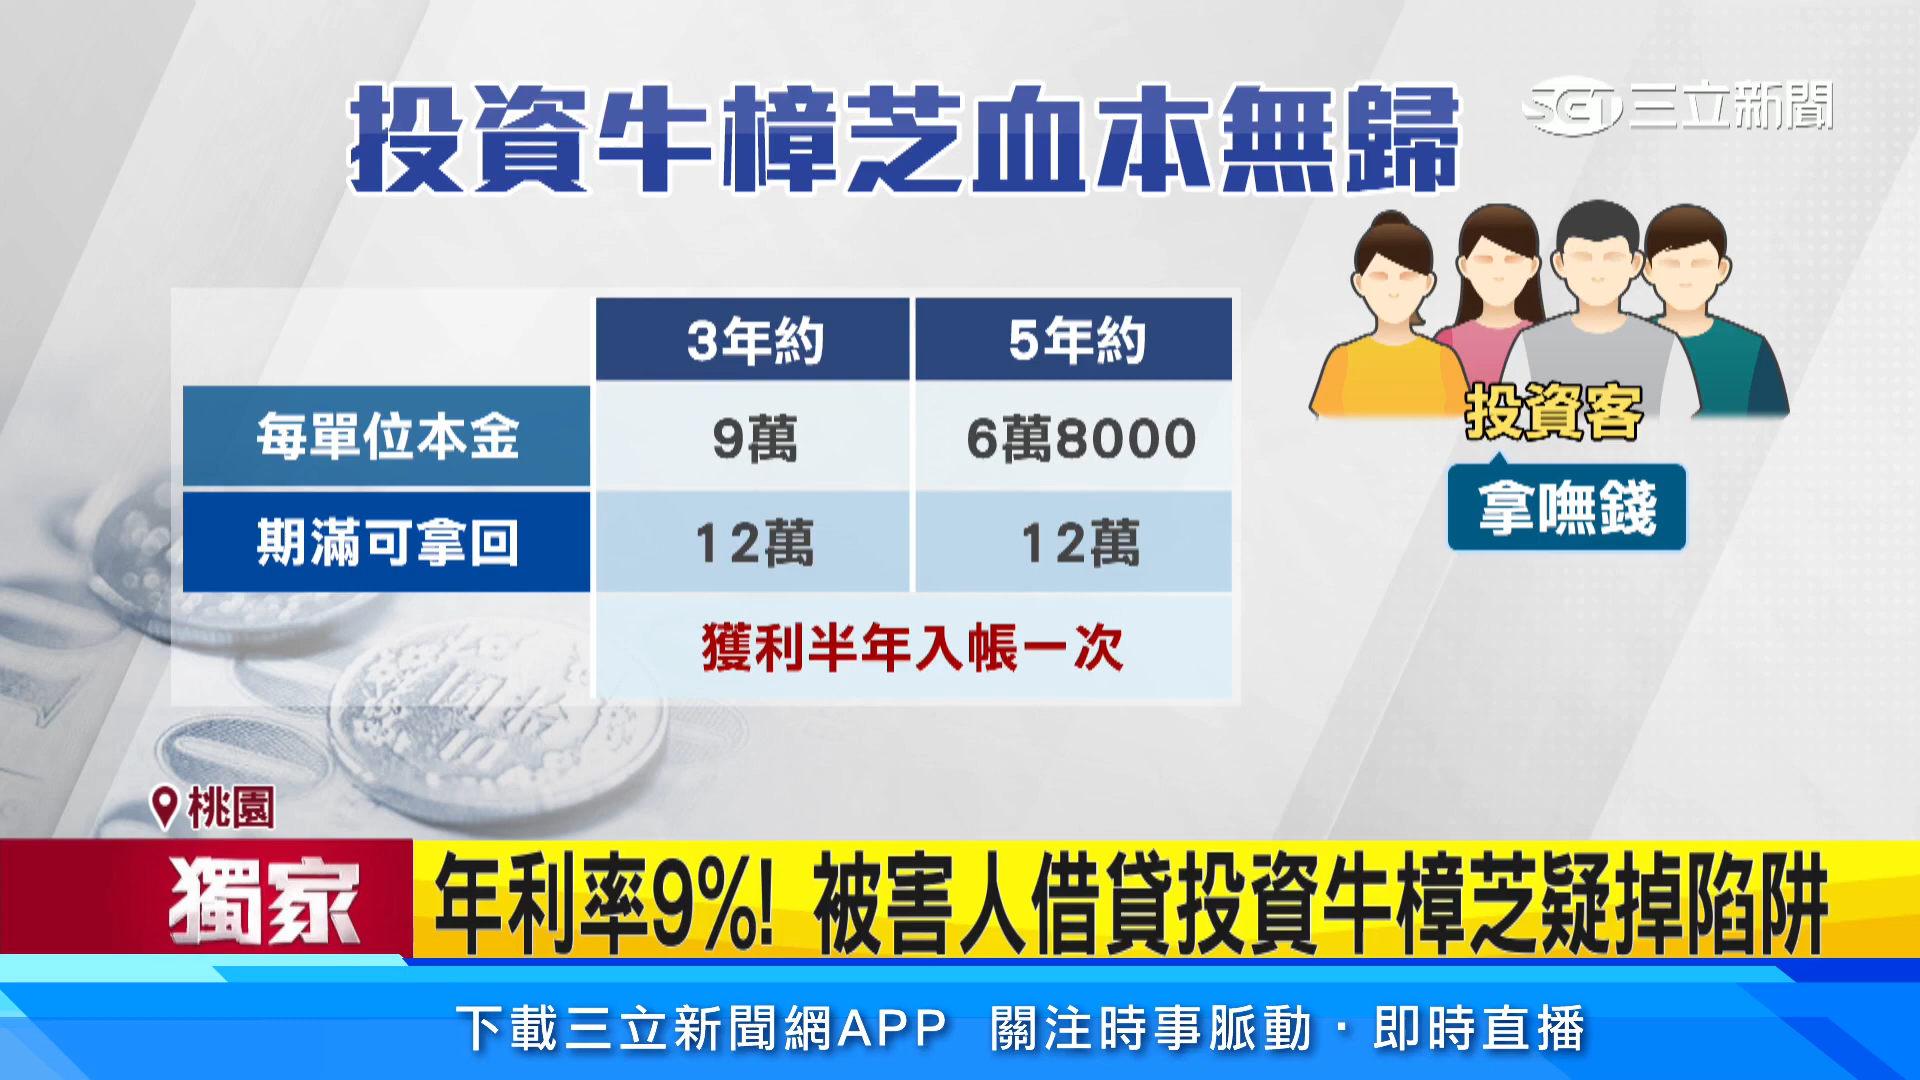 投資牛樟芝血本無歸
SET三立新聞
3年約 5年約
每單位本金 9萬 6萬8000
期滿可拿回 12萬 12萬
獲利半年入帳一次
投資客
拿嘸錢
桃園
獨家
年利率9%! 被害人借貸投資牛樟芝疑掉陷阱
下載三立新聞網APP 關注時事脈動・即時直播